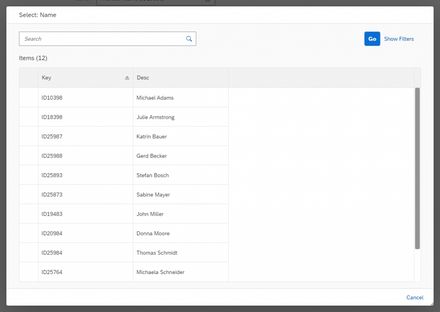 Select: Name
Search
Go
Show Filters
Items (12)
Key Desc
ID10398 Michael Adams
ID18398 Julie Armstrong
ID25987 Katrin Bauer
ID25988 Gerd Becker
ID25893 Stefan Bosch
ID25873 Sabine Mayer
ID19483 John Miller
ID20984 Donna Moore
ID25984 Thomas Schmidt
ID25764 Michaela Schneider
Cancel